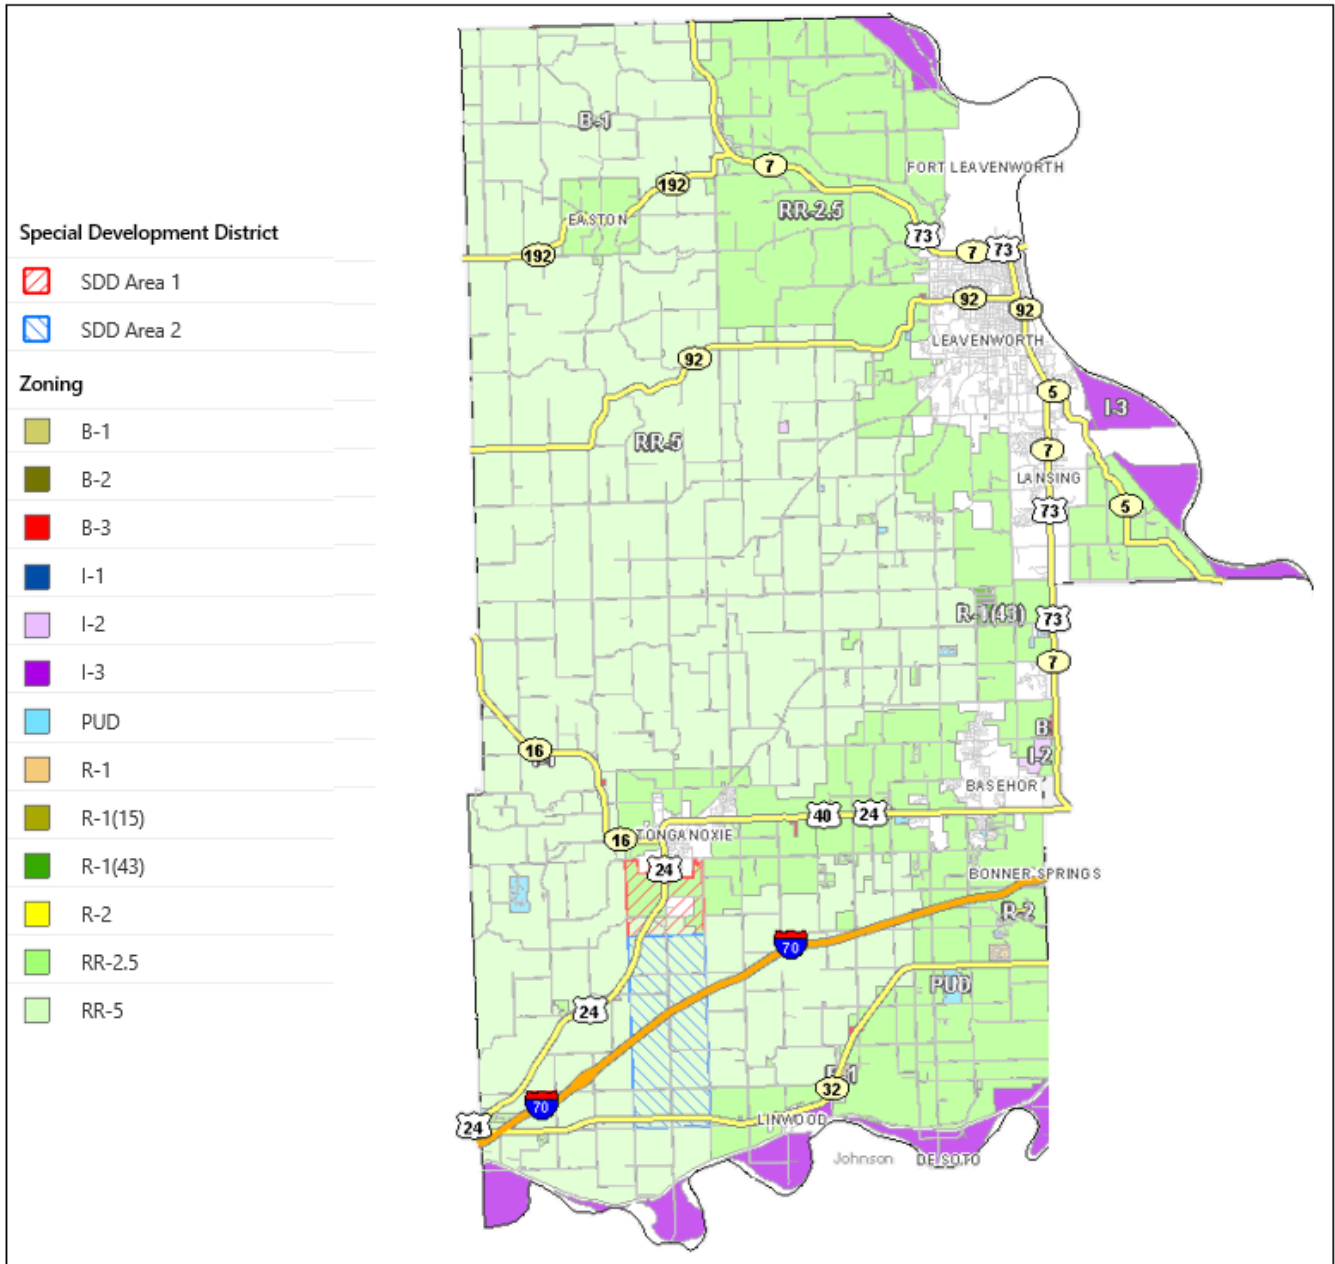 Special Development District
SDD Area 1
SDD Area 2
Zoning
B-1
B-2
B-3
I-1
I-2
I-3
PUD
R-1
R-1(15)
R-1(43)
R-2
RR-2.5
RR-5
B-1
FORT LEAVENWORTH
7
192
RR-2.5
EASTON
73
7
73
192
92
92
LEAVENWORTH
92
5
I-3
RR-5
7
LANSING
5
73
R-1(43)
73
7
B
16
I-2
BASEHOR
40
24
16
TONGANOXIE
24
BONNER SPRINGS
R-2
70
PUD
24
32
70
LINWOOD
24
Johnson
DE SOTO